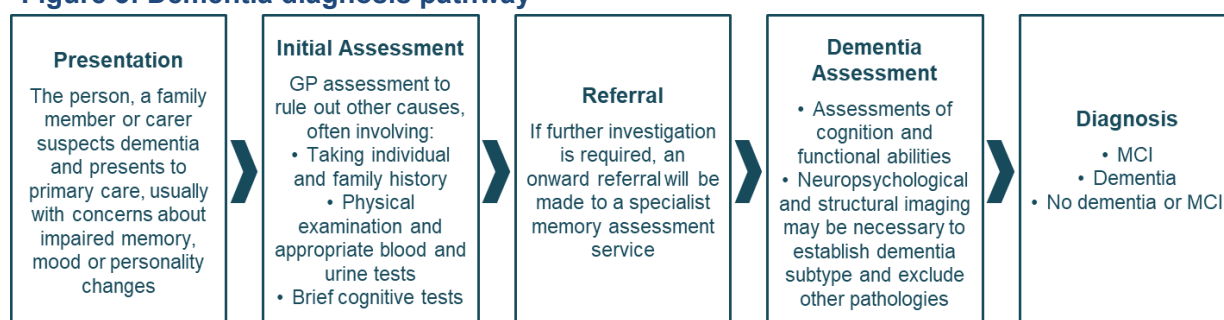 Presentation
The person, a family
member or carer
suspects dementia
and presents to
primary care, usually
with concerns about
impaired memory,
mood or personality
changes
Initial Assessment
GP assessment to
rule out other causes,
often involving:
• Taking individual
and family history
• Physical
examination and
appropriate blood and
urine tests
• Brief cognitive tests
Referral
If further investigation
is required, an
onward referral will be
made to a specialist
memory assessment
service
Dementia
Assessment
• Assessments of
cognition and
functional abilities
• Neuropsychological
and structural imaging
may be necessary to
establish dementia
subtype and exclude
other pathologies
Diagnosis
• MCI
• Dementia
• No dementia or MCI